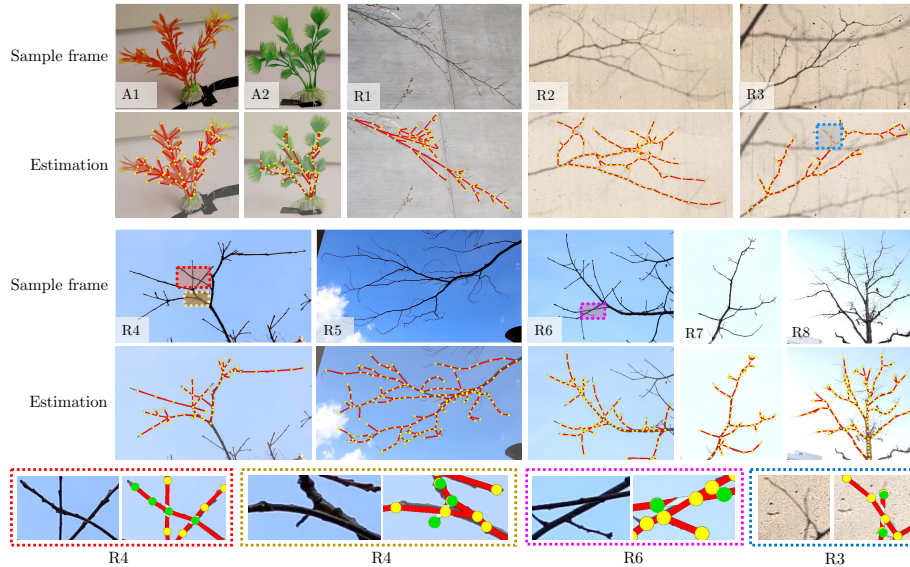 Sample frame
A1
A2
R1
R2
R3
Estimation
Sample frame
R4
R5
R6
R7
R8
Estimation
R4
R4
R6
R3